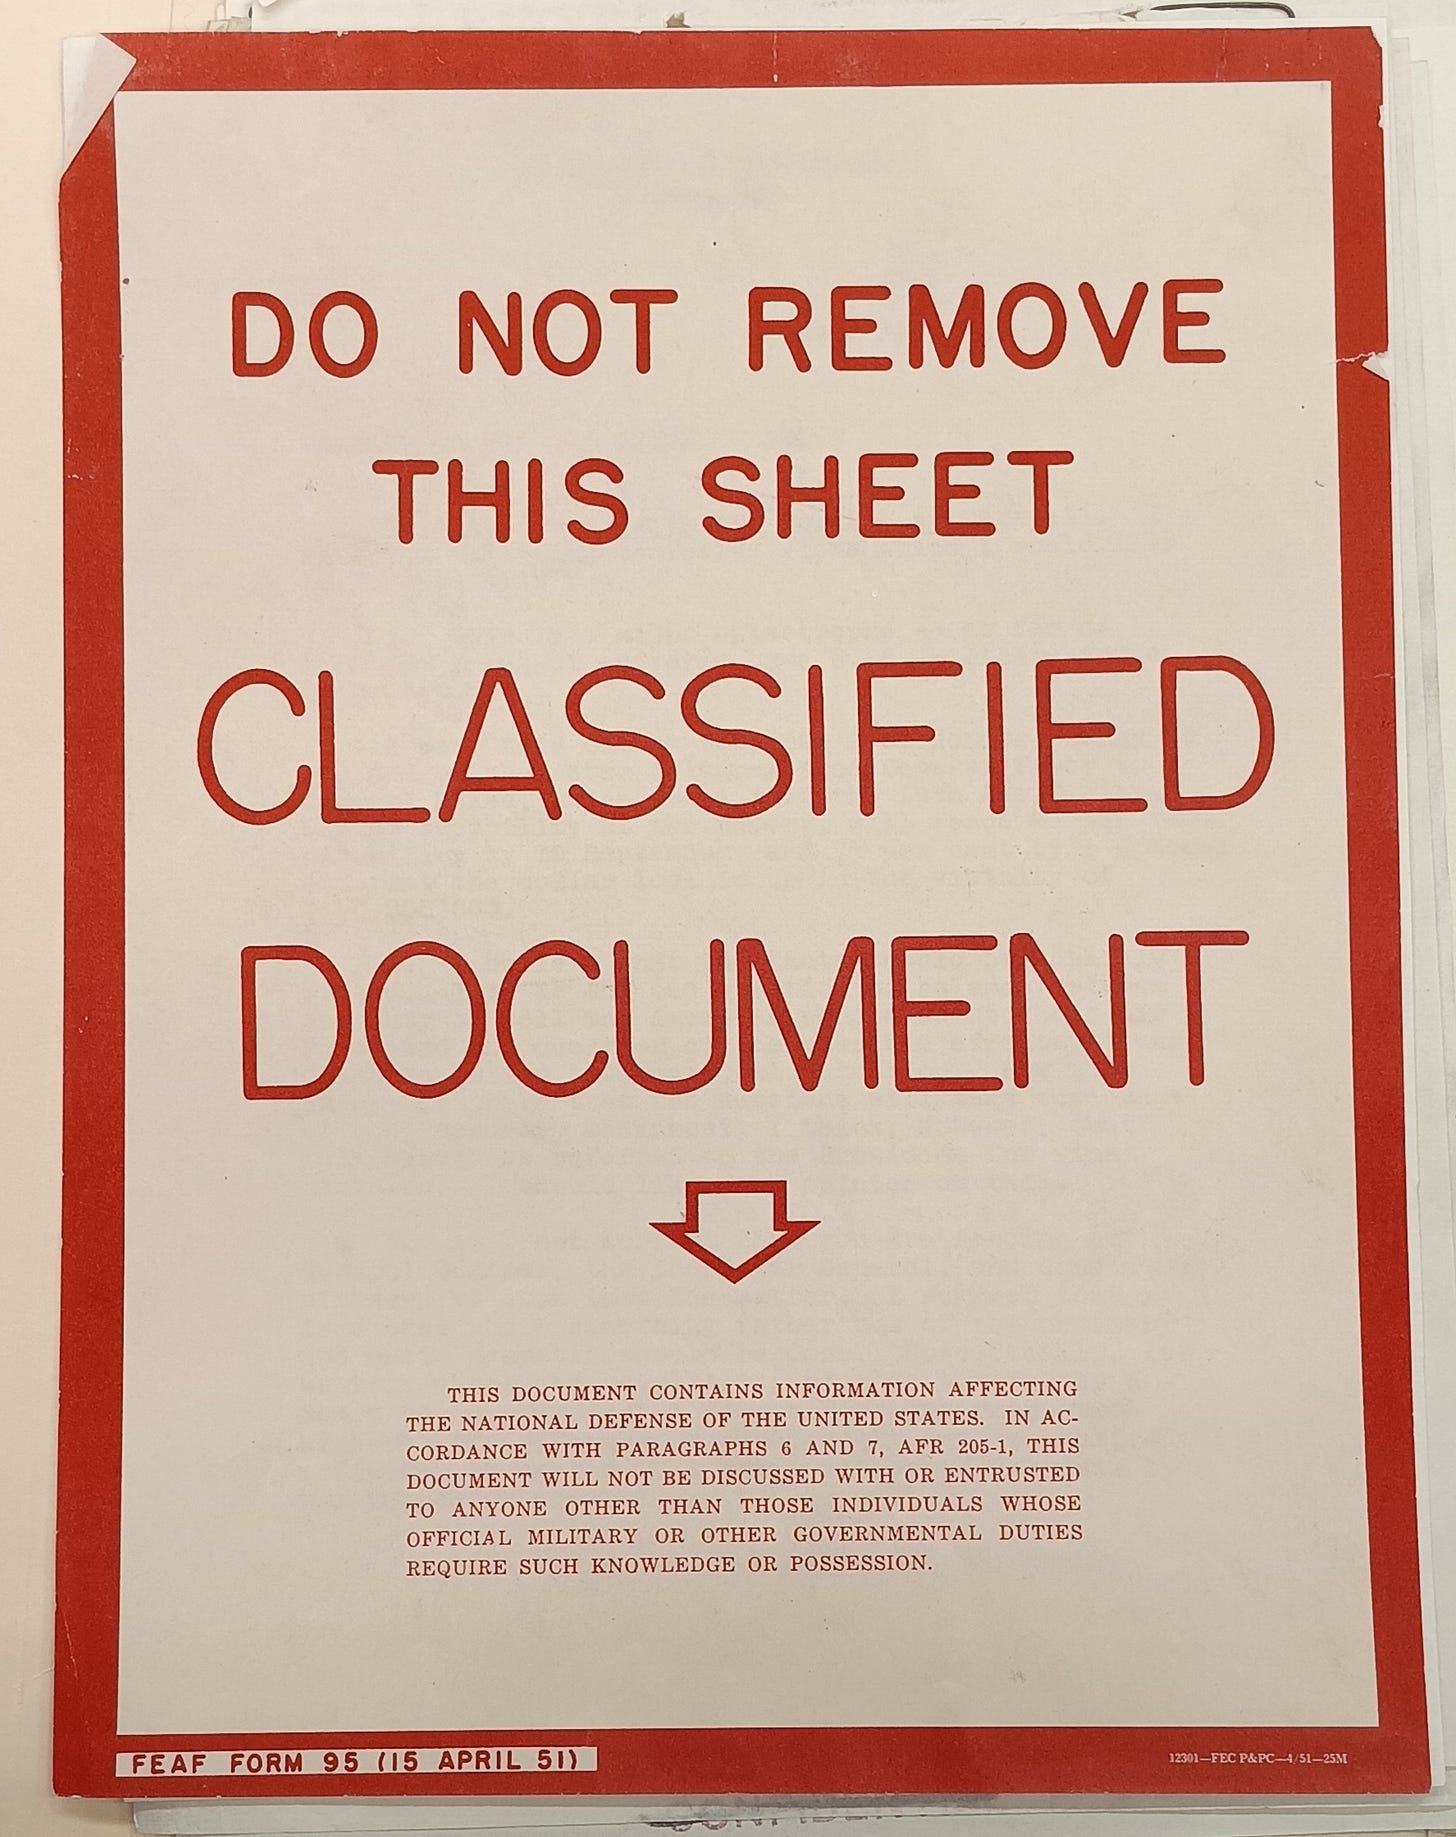 DO NOT REMOVE
THIS SHEET
CLASSIFIED
DOCUMENT
THIS DOCUMENT CONTAINS INFORMATION AFFECTING
THE NATIONAL DEFENSE OF THE UNITED STATES. IN AC-
CORDANCE WITH PARAGRAPHS 6 AND 7, AFR 205-1, THIS
DOCUMENT WILL NOT BE DISCUSSED WITH OR ENTRUSTED
TO ANYONE OTHER THAN THOSE INDIVIDUALS WHOSE
OFFICIAL MILITARY OR OTHER GOVERNMENTAL DUTIES
REQUIRE SUCH KNOWLEDGE OR POSSESSION.
FEAF FORM 95 (15 APRIL 51)
12301—FEC P&PC—4/51—25M